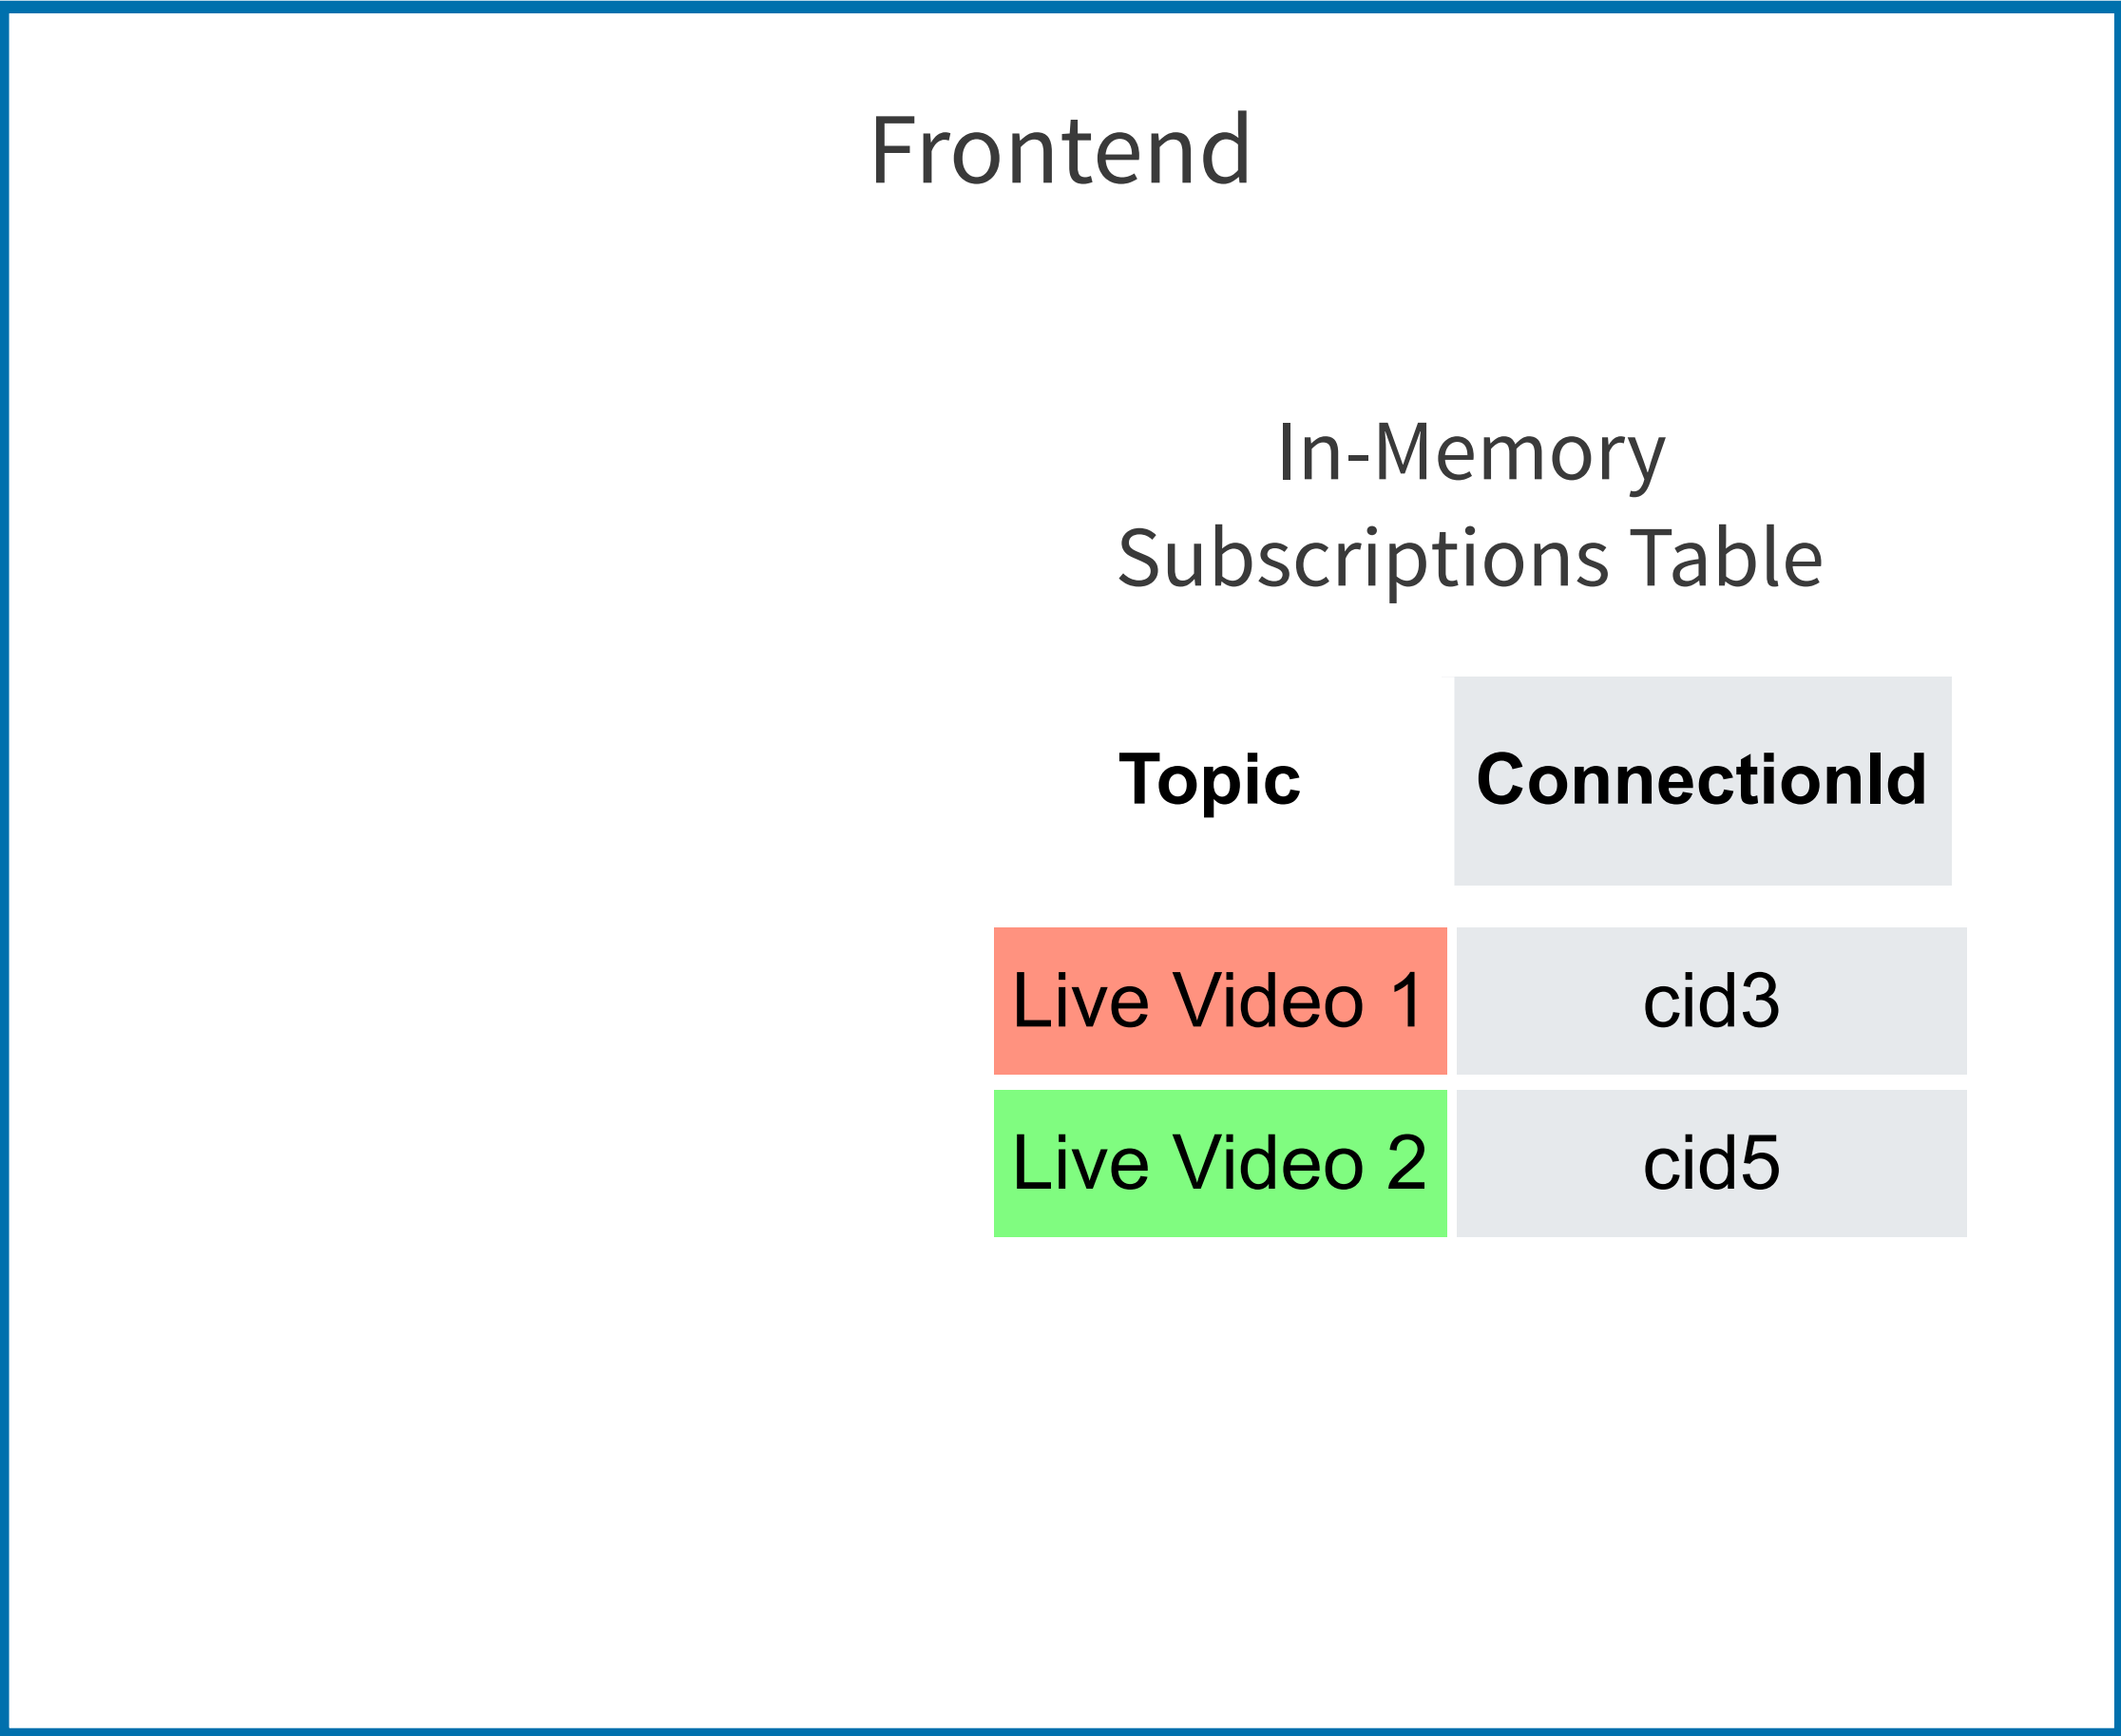 Frontend
In-Memory
Subscriptions Table
Topic ConnectionId
Live Video 1 cid3
Live Video 2 cid5